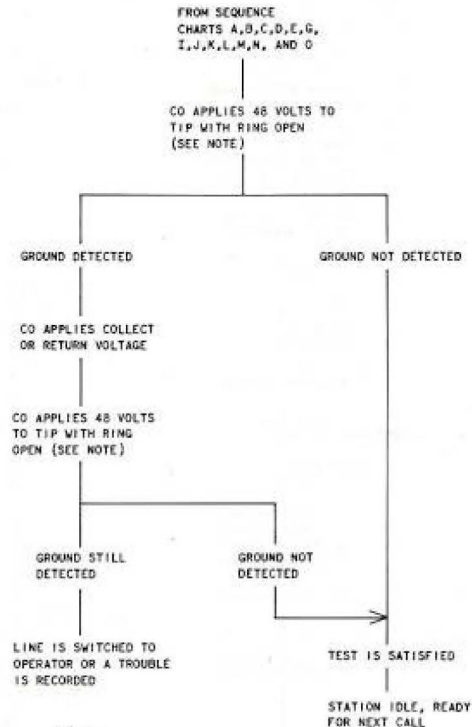 FROM SEQUENCE
CHARTS A,B,C,D,E,G,
I,J,K,L,M,N, AND O
CO APPLIES 48 VOLTS TO
TIP WITH RING OPEN
(SEE NOTE)
GROUND DETECTED
GROUND NOT DETECTED
CO APPLIES COLLECT
OR RETURN VOLTAGE
CO APPLIES 48 VOLTS
TO TIP WITH RING
OPEN (SEE NOTE)
GROUND STILL
DETECTED
GROUND NOT
DETECTED
LINE IS SWITCHED TO
OPERATOR OR A TROUBLE
IS RECORDED
TEST IS SATISFIED
STATION IDLE, READY
FOR NEXT CALL